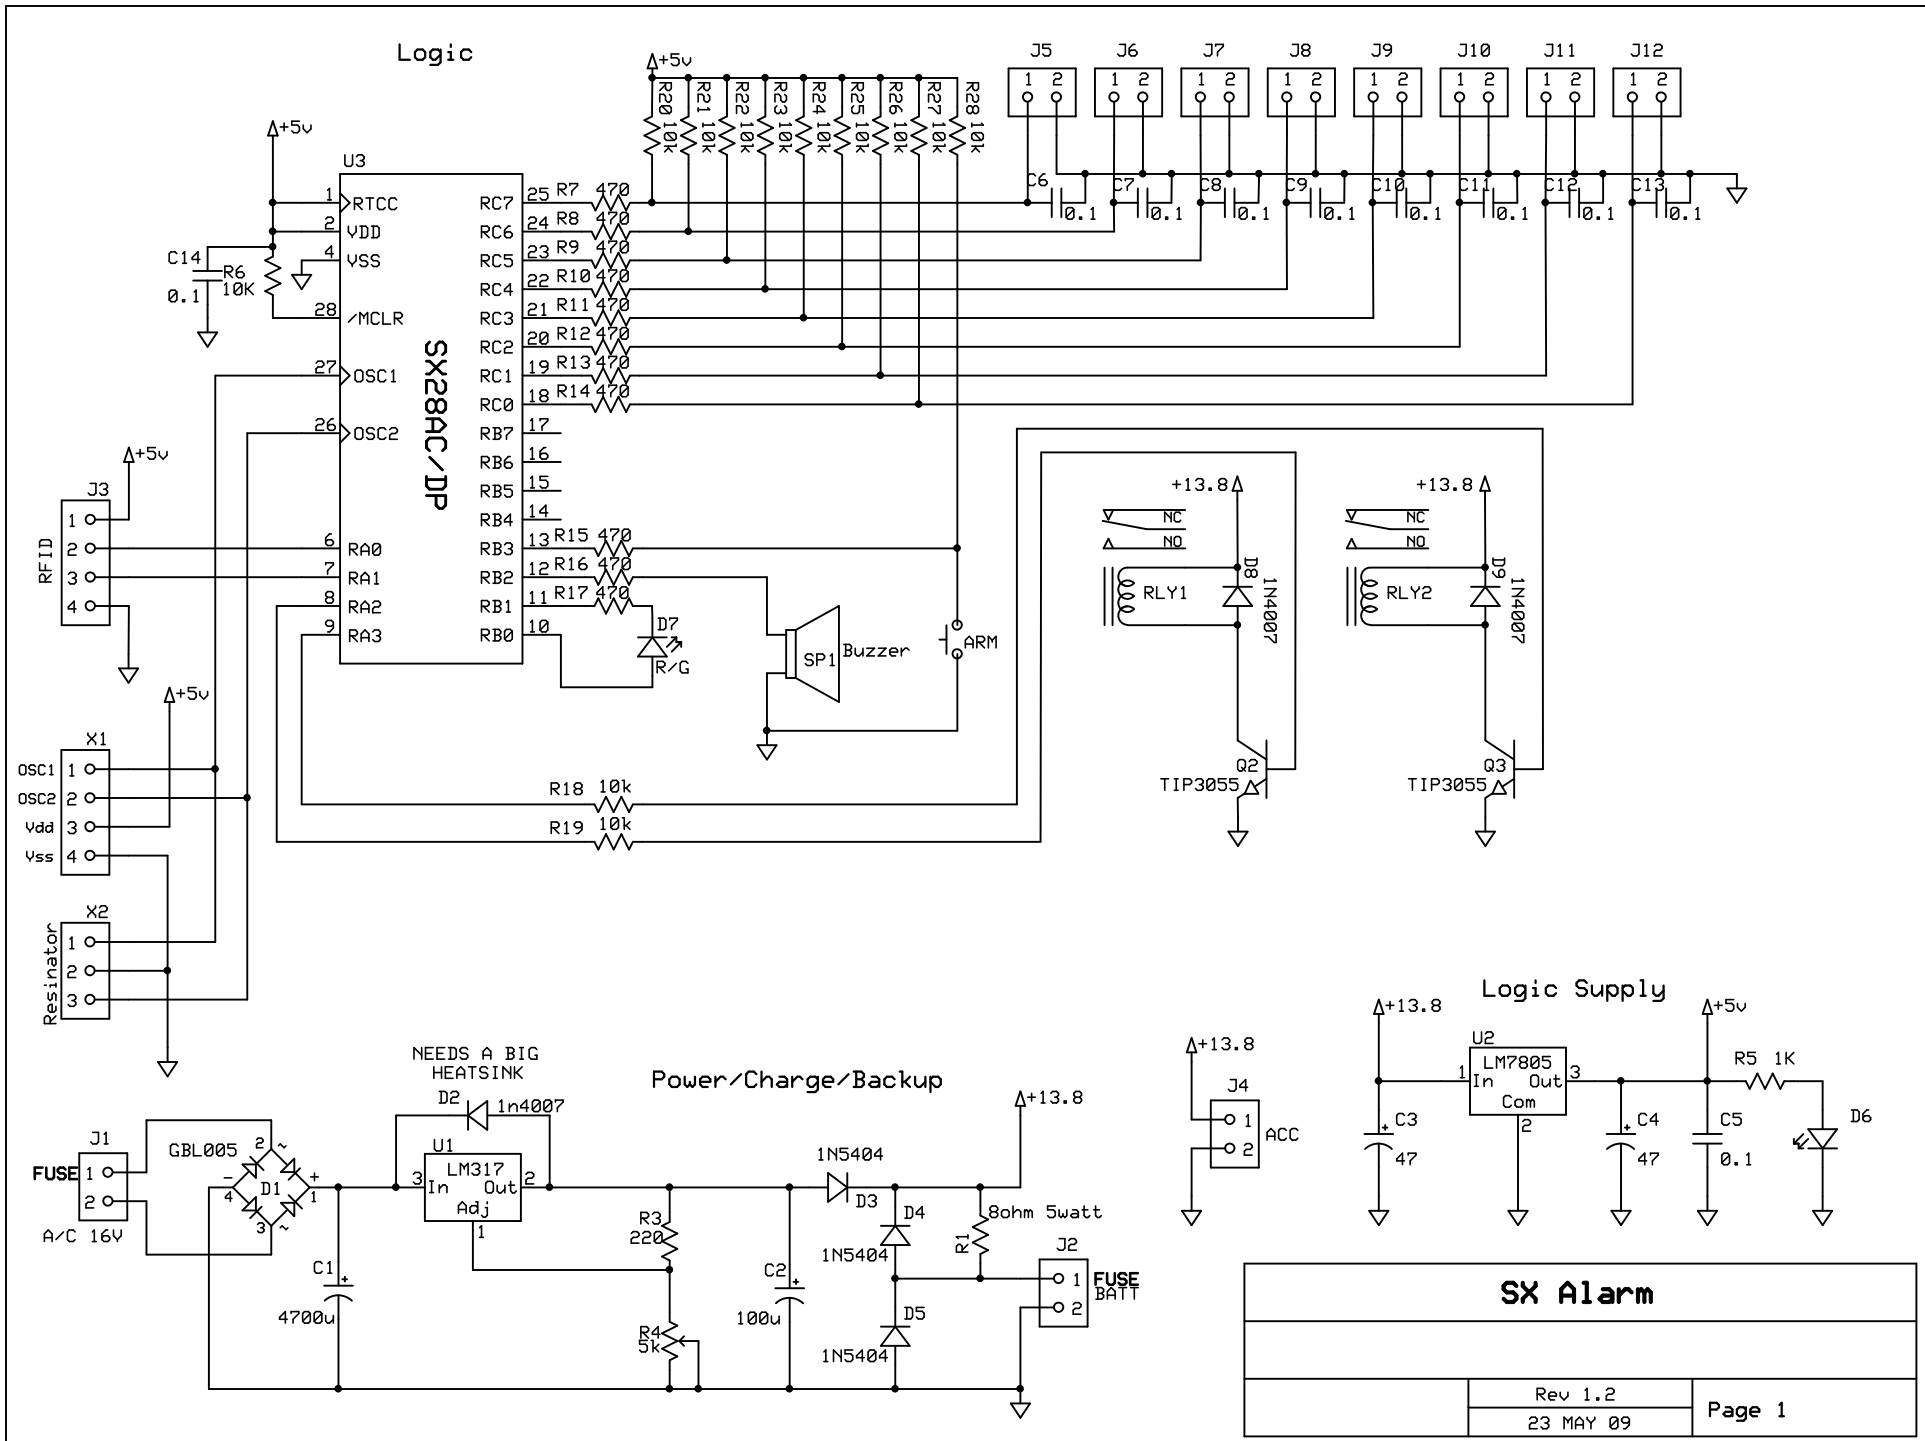 Logic
+5v
R20 10k
R21 10k
R22 10k
R23 10k
R24 10k
R25 10k
R26 10k
R27 10k
R28 10k
J5
1 2
J6
1 2
J7
1 2
J8
1 2
J9
1 2
J10
1 2
J11
1 2
J12
1 2
C6
0.1
C7
0.1
C8
0.1
C9
0.1
C10
0.1
C11
0.1
C12
0.1
C13
0.1
+5v
C14
0.1
R6
10K
U3
SX28AC/DP
1 RTCC
2 VDD
4 VSS
28 /MCLR
27 OSC1
26 OSC2
6 RA0
7 RA1
8 RA2
9 RA3
RC7 25 R7 470
RC6 24 R8 470
RC5 23 R9 470
RC4 22 R10 470
RC3 21 R11 470
RC2 20 R12 470
RC1 19 R13 470
RC0 18 R14 470
RB7 17
RB6 16
RB5 15
RB4 14
RB3 13 R15 470
RB2 12 R16 470
RB1 11 R17 470
RB0 10
D7
R/G
SP1
Buzzer
ARM
+5v
J3
RFID
1
2
3
4
+5v
X1
OSC1 1
OSC2 2
Vdd 3
Vss 4
X2
Resinator
1
2
3
R18 10k
R19 10k
+13.8
NC
NO
RLY1
D8
1N4007
Q2
TIP3055
+13.8
NC
NO
RLY2
D9
1N4007
Q3
TIP3055
Power/Charge/Backup
NEEDS A BIG
HEATSINK
D2
1n4007
U1
LM317
3 In Out 2
Adj
1
J1
FUSE 1
2
A/C 16V
GBL005
D1
2 ~
+
1
3 ~
-
4
C1
+
4700u
R3
220
R4
5k
C2
+
100u
1N5404
D3
D4
1N5404
D5
1N5404
+13.8
8ohm 5watt
R1
J2
1 FUSE
BATT
2
+13.8
J4
1
2
ACC
Logic Supply
+13.8
C3
+
47
U2
LM7805
1 In Out 3
Com
2
+5v
C4
+
47
C5
0.1
R5 1K
D6
SX Alarm
Rev 1.2
23 MAY 09
Page 1